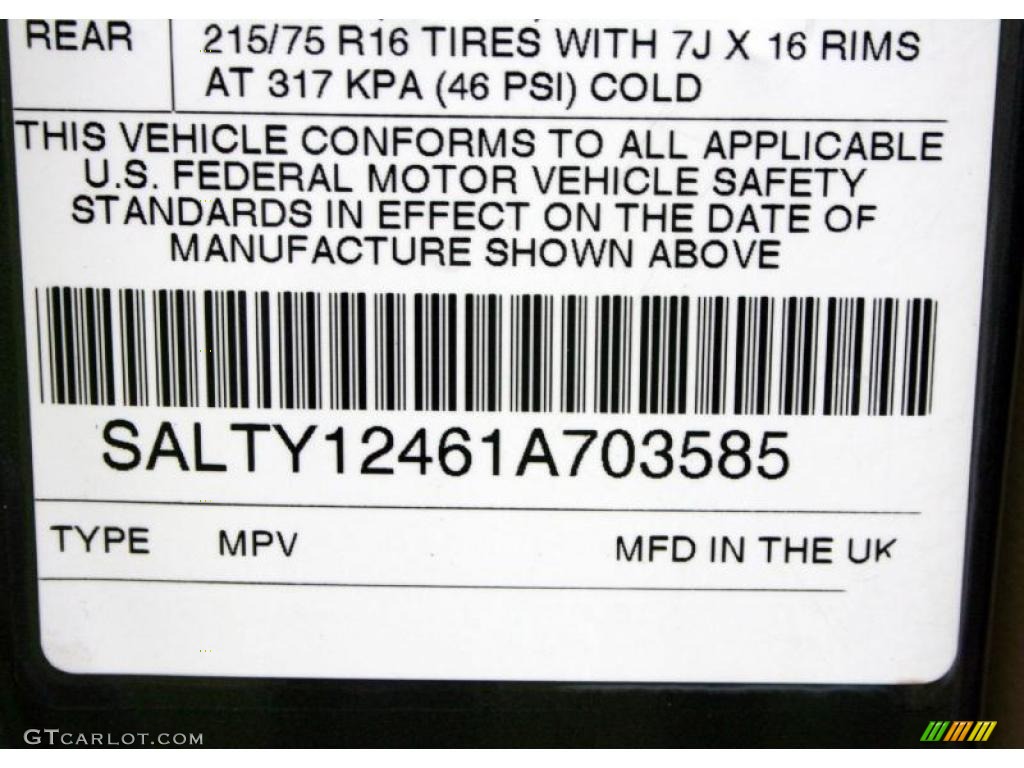 REAR
215/75 R16 TIRES WITH 7J X 16 RIMS
AT 317 KPA (46 PSI) COLD
THIS VEHICLE CONFORMS TO ALL APPLICABLE
U.S. FEDERAL MOTOR VEHICLE SAFETY
STANDARDS IN EFFECT ON THE DATE OF
MANUFACTURE SHOWN ABOVE
SALTY12461A703585
TYPE MPV MFD IN THE UK
GTCARLOT.COM